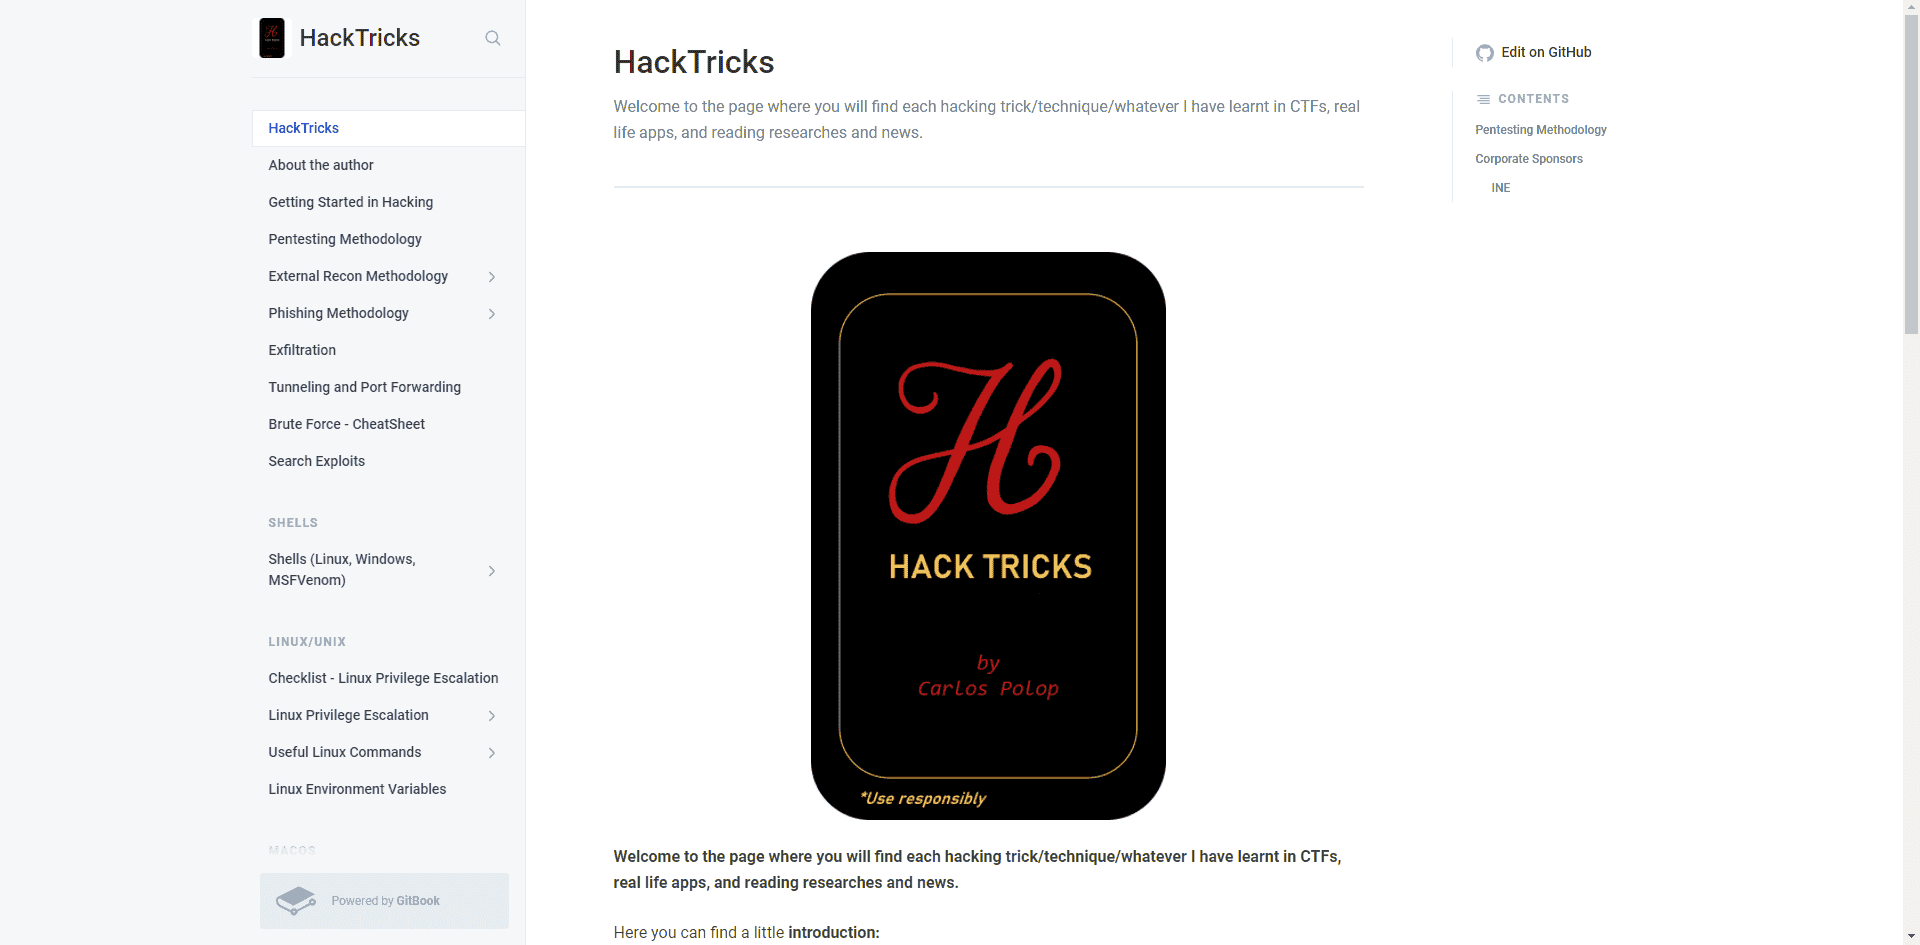 HackTricks
HackTricks
About the author
Getting Started in Hacking
Pentesting Methodology
External Recon Methodology
Phishing Methodology
Exfiltration
Tunneling and Port Forwarding
Brute Force - CheatSheet
Search Exploits
SHELLS
Shells (Linux, Windows,
MSFVenom)
LINUX/UNIX
Checklist - Linux Privilege Escalation
Linux Privilege Escalation
Useful Linux Commands
Linux Environment Variables
MACOS
Powered by GitBook
HackTricks
Welcome to the page where you will find each hacking trick/technique/whatever I have learnt in CTFs, real
life apps, and reading researches and news.
H
HACK TRICKS
by
Carlos Polop
*Use responsibly
Welcome to the page where you will find each hacking trick/technique/whatever I have learnt in CTFs,
real life apps, and reading researches and news.
Here you can find a little introduction:
Edit on GitHub
CONTENTS
Pentesting Methodology
Corporate Sponsors
INE